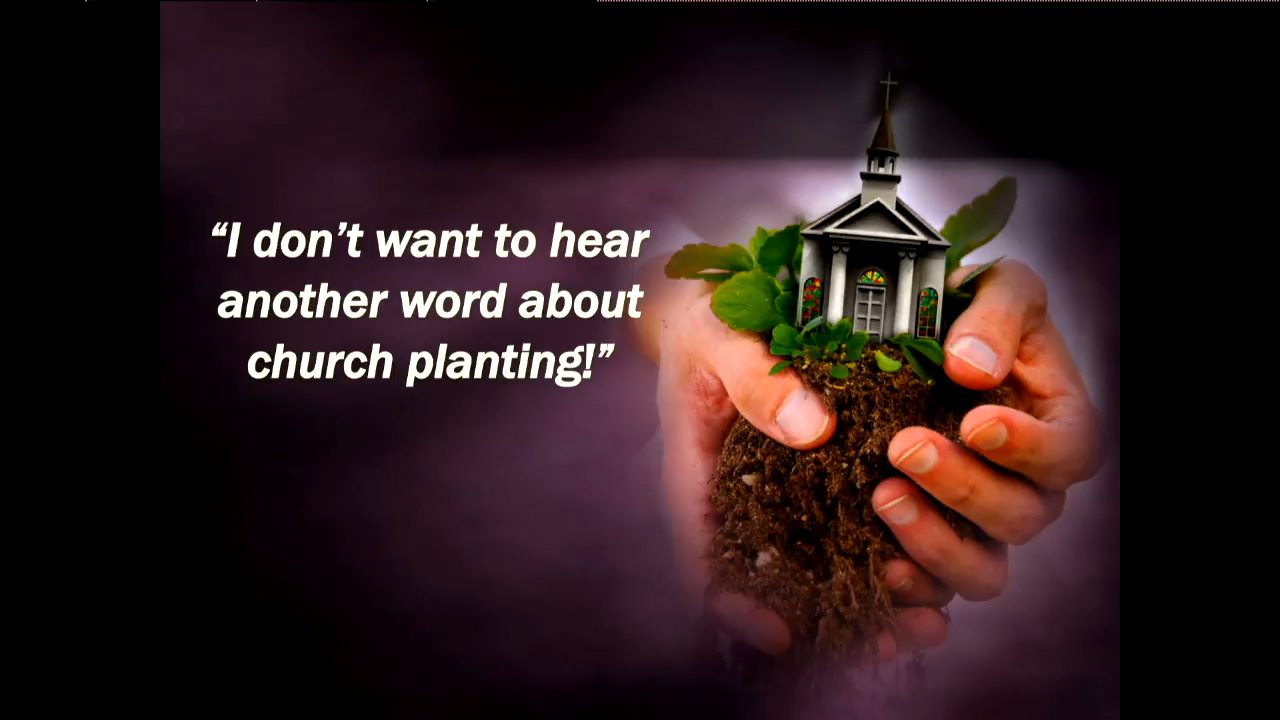 “I don’t want to hear
another word about
church planting!”